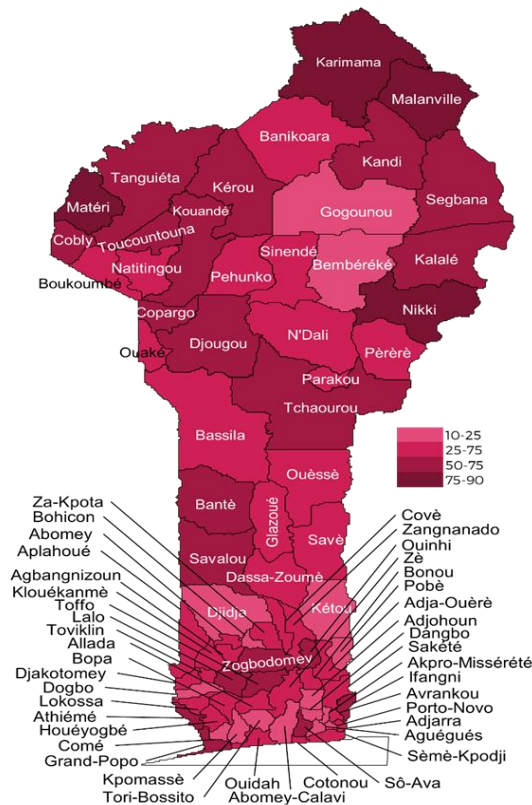 Karimama
Malanville
Banikoara
Kandi
Tanguiéta
Kérou
Segbana
Matéri
Kouandé
Gogounou
Cobly
Toucountouna
Sinendé
Kalalé
Natitingou
Pehunko
Bembéréké
Boukoumbé
Nikki
Copargo
N'Dali
Ouaké
Djougou
Pèrèrè
Parakou
Tchaourou
Bassila
10-25
25-75
50-75
75-90
Ouèssè
Bantè
Glazoué
Savè
Savalou
Dassa-Zoumè
Djidja
Kétou
Zogbodomey
Za-Kpota
Bohicon
Abomey
Aplahoué
Agbangnizoun
Klouékanmè
Toffo
Lalo
Toviklin
Allada
Bopa
Djakotomey
Dogbo
Lokossa
Athiémé
Houéyogbé
Comé
Grand-Popo
Kpomassè
Tori-Bossito
Ouidah
Abomey-Calavi
Cotonou
Sô-Ava
Covè
Zangnanado
Ouinhi
Zè
Bonou
Pobè
Adja-Ouèrè
Adjohoun
Dangbo
Sakété
Akpro-Missérété
Ifangni
Avrankou
Porto-Novo
Adjarra
Aguégués
Sèmè-Kpodji